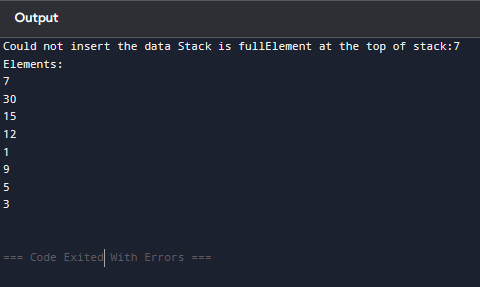 Output
Could not insert the data Stack is fullElement at the top of stack:7
Elements:
7
30
15
12
1
9
5
3
=== Code Exited With Errors ===